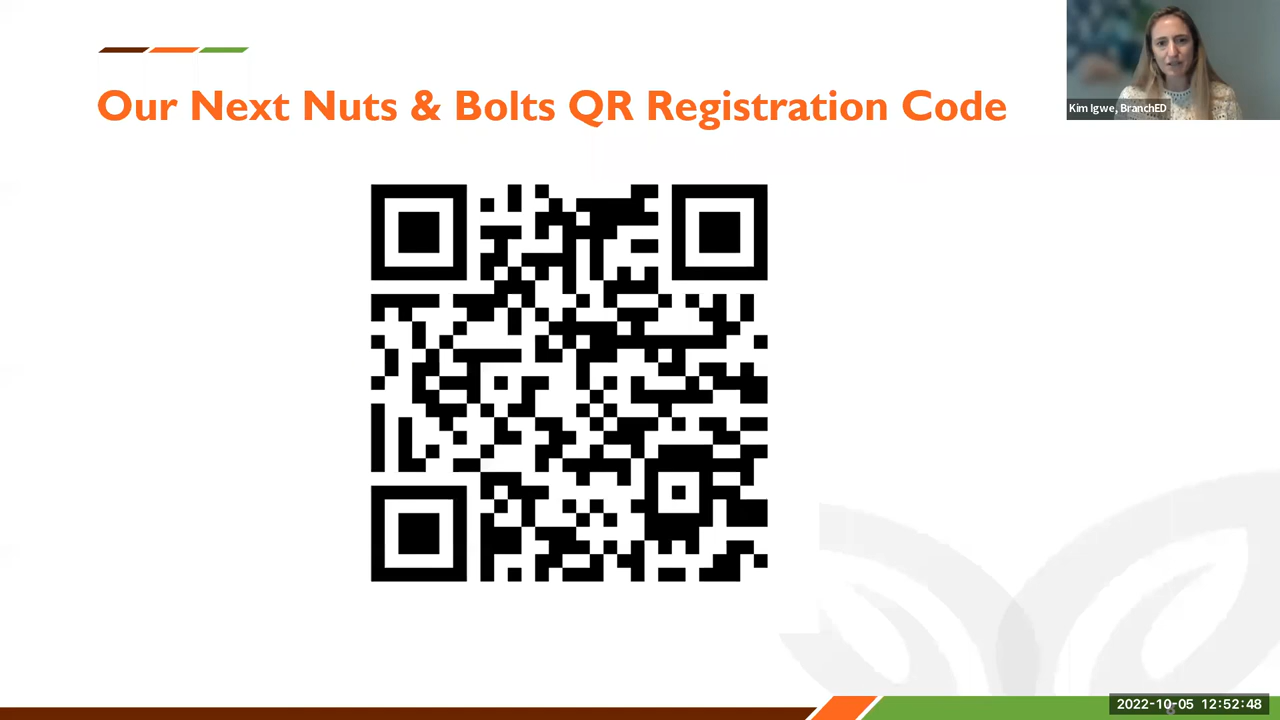 Our Next Nuts & Bolts QR Registration Code
Kim Igwe, BranchED
2022-10-05 12:52:48